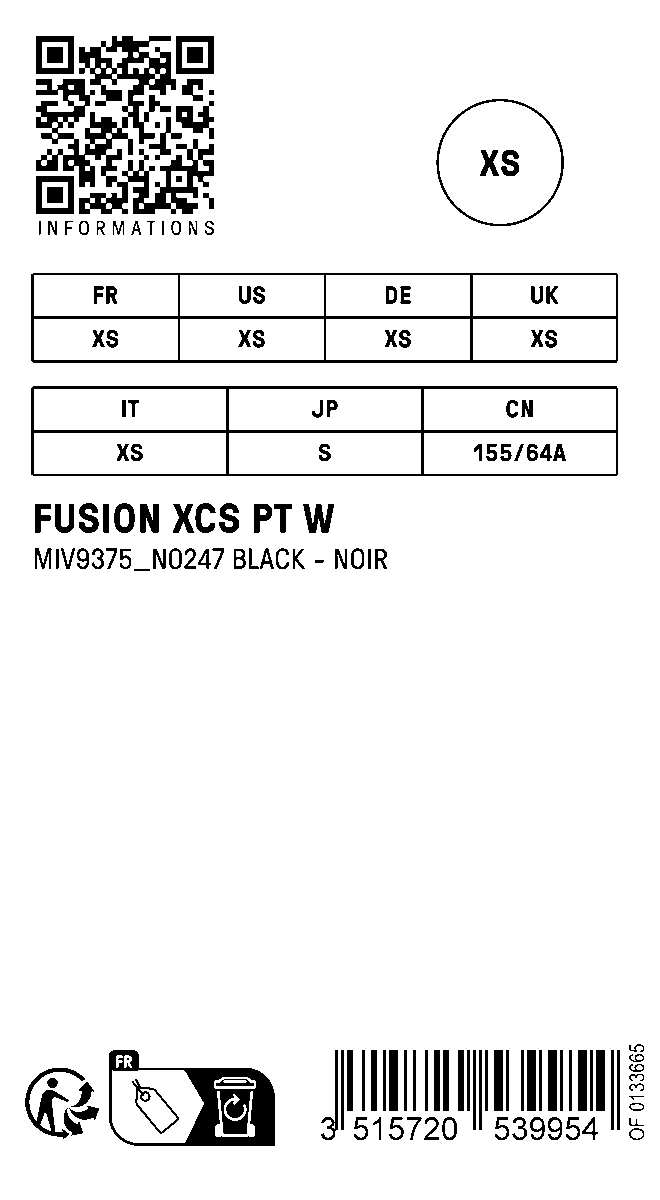 INFORMATIONS
XS
FR US DE UK
XS XS XS XS
IT JP CN
XS S 155/64A
FUSION XCS PT W
MIV9375_N0247 BLACK - NOIR
FR
3 515720 539954
OF 0133665